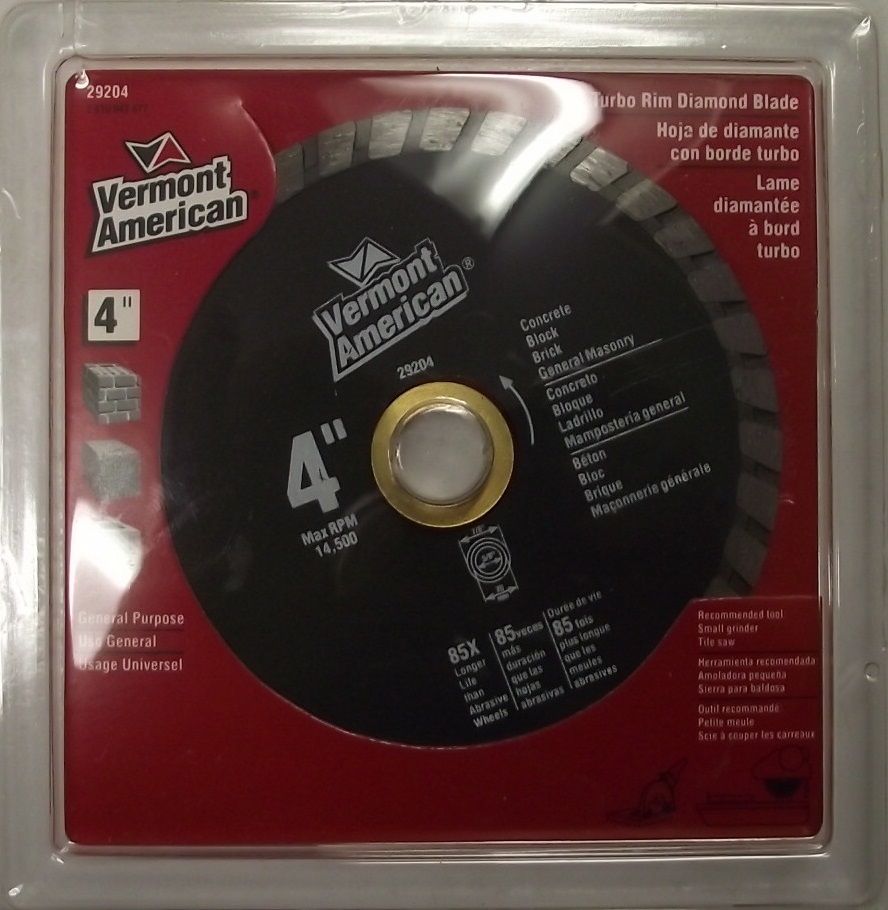 29204
Vermont
American
4"
Turbo Rim Diamond Blade
Hoja de diamante
con borde turbo
Lame
diamantée
à bord
turbo
Vermont
American®
29204
4"
Max RPM
14,500
Concrete
Block
Brick
General Masonry
Concreto
Bloque
Ladrillo
Mampostería general
Béton
Bloc
Brique
Maçonnerie générale
7/8"
5/8"
85X
Longer
Life
than
Abrasive
Wheels
85 veces
más
duración
que las
hojas
abrasivas
Durée de vie
85 fois
plus longue
que les
meules
abrasives
General Purpose
Uso General
Usage Universel
Recommended tool
Small grinder
Tile saw
Herramienta recomendada
Amoladora pequeña
Sierra para baldosa
Outil recommandé
Petite meule
Scie à couper les carreaux